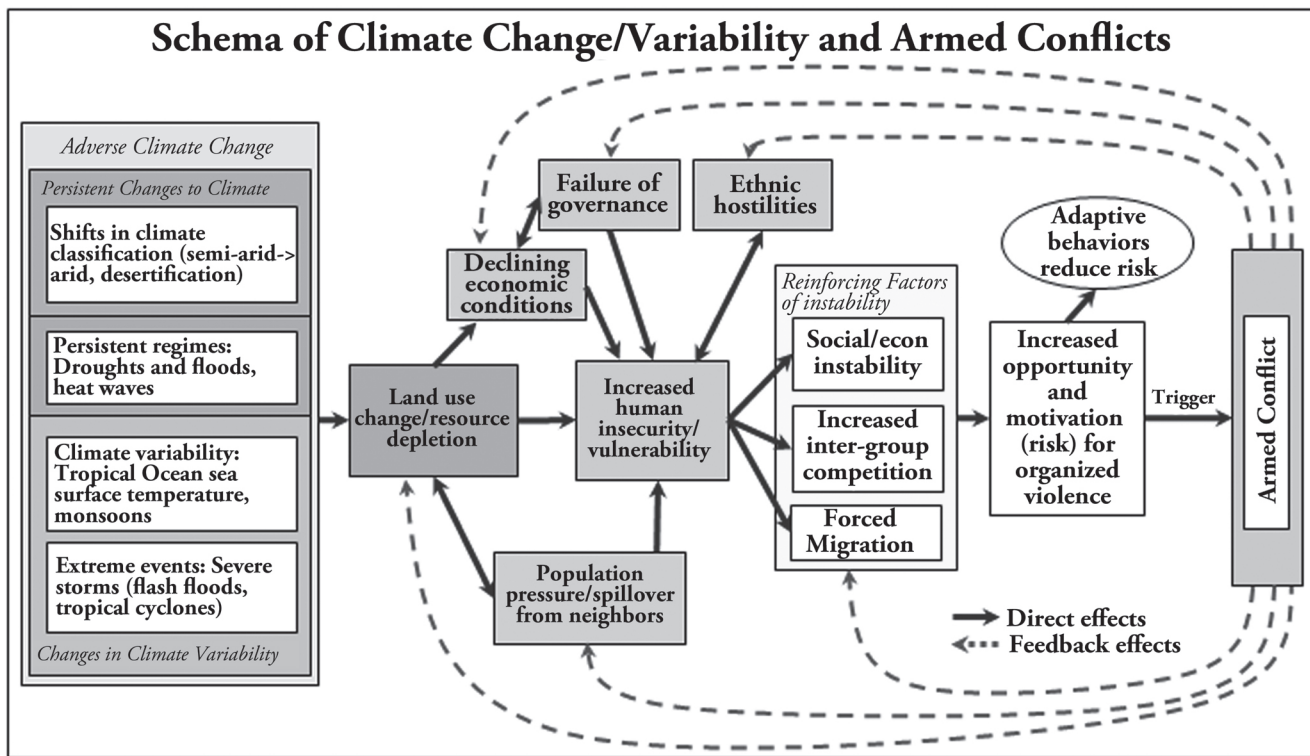 Schema of Climate Change/Variability and Armed Conflicts
Adverse Climate Change
Persistent Changes to Climate
Shifts in climate
classification (semi-arid->
arid, desertification)
Persistent regimes:
Droughts and floods,
heat waves
Climate variability:
Tropical Ocean sea
surface temperature,
monsoons
Extreme events: Severe
storms (flash floods,
tropical cyclones)
Changes in Climate Variability
Land use
change/resource
depletion
Declining
economic
conditions
Failure of
governance
Ethnic
hostilities
Increased
human
insecurity/
vulnerability
Population
pressure/spillover
from neighbors
Reinforcing Factors
of instability
Social/econ
instability
Increased
inter-group
competition
Forced
Migration
Adaptive
behaviors
reduce risk
Increased
opportunity
and
motivation
(risk) for
organized
violence
Trigger
Armed Conflict
Direct effects
Feedback effects